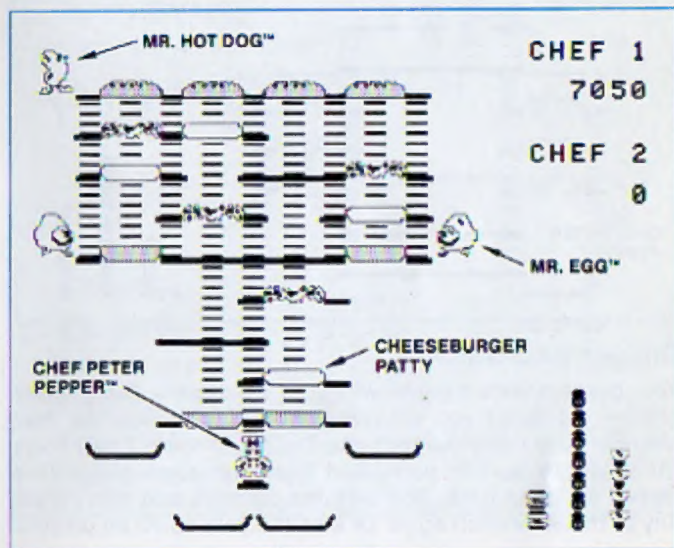 MR. HOT DOG™
CHEF 1
7050
CHEF 2
0
MR. EGG™
CHEESEBURGER
PATTY
CHEF PETER
PEPPER™